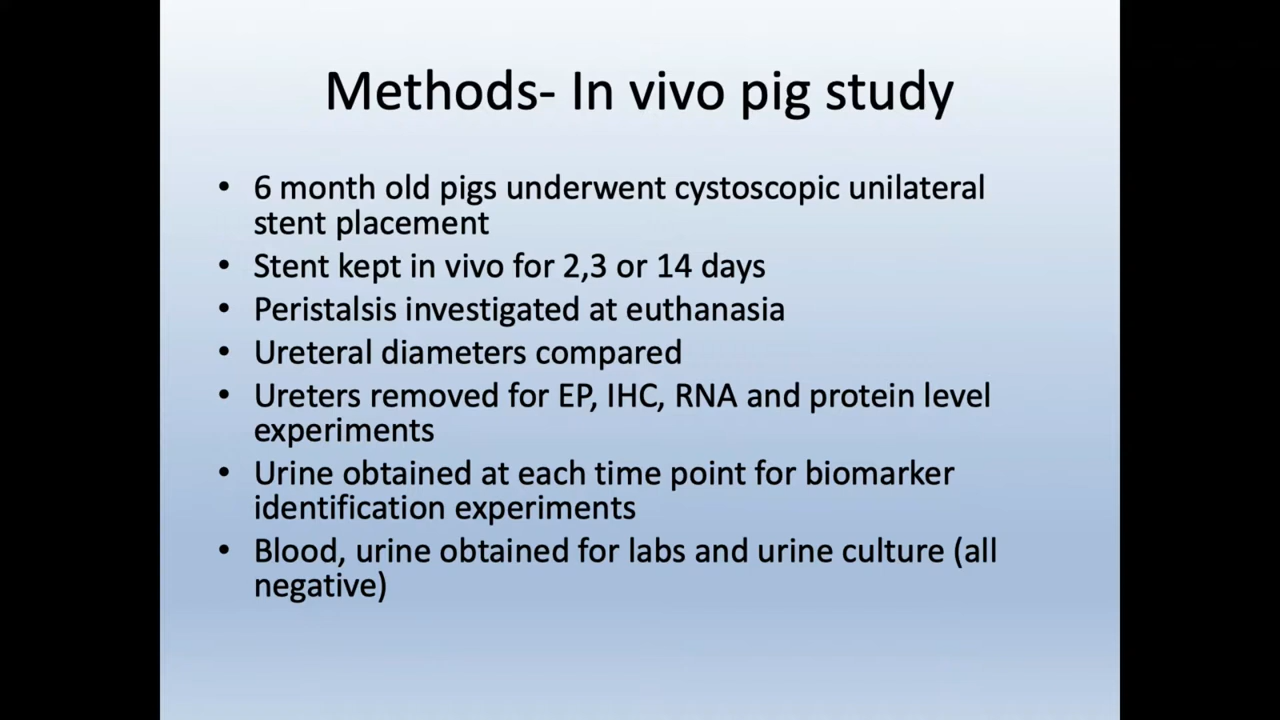 Methods- In vivo pig study
• 6 month old pigs underwent cystoscopic unilateral
stent placement
• Stent kept in vivo for 2,3 or 14 days
• Peristalsis investigated at euthanasia
• Ureteral diameters compared
• Ureters removed for EP, IHC, RNA and protein level
experiments
• Urine obtained at each time point for biomarker
identification experiments
• Blood, urine obtained for labs and urine culture (all
negative)